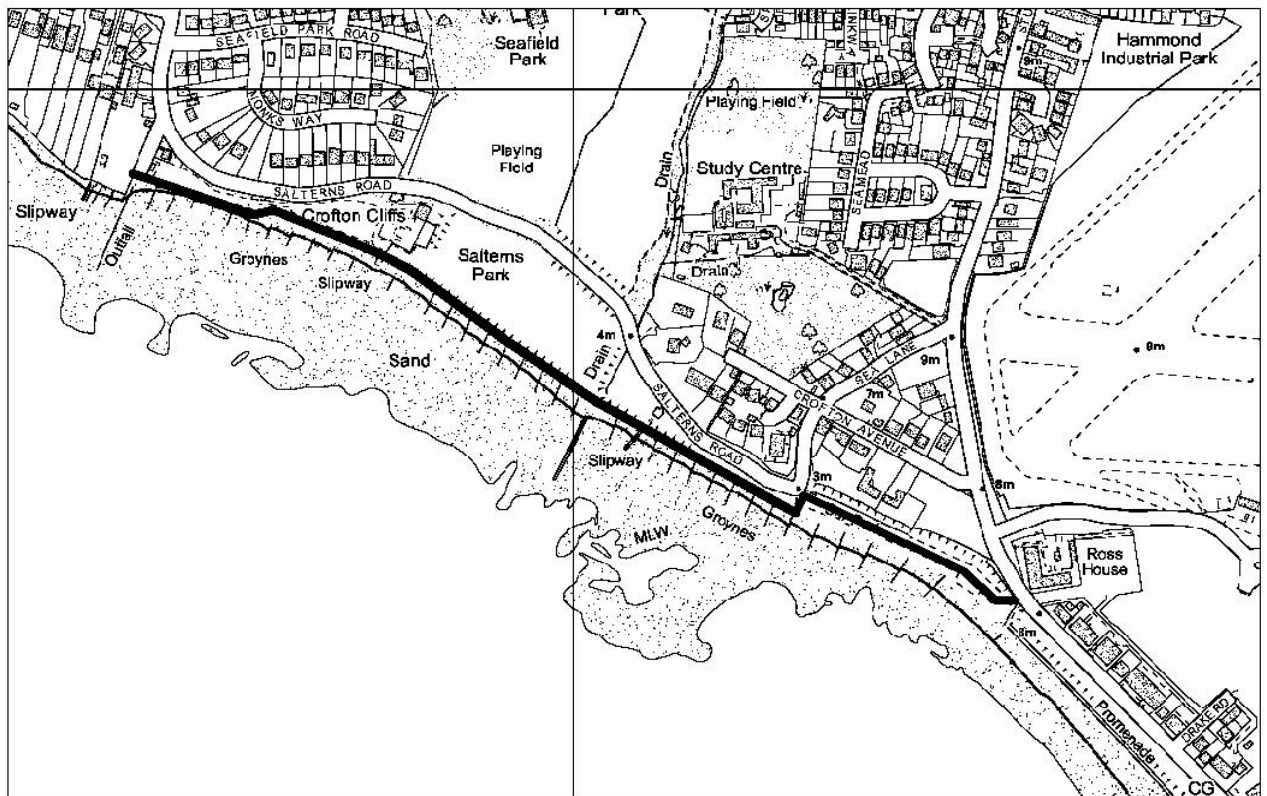 SEAFIELD PARK ROAD
Seafield
Park
Hammond
Industrial Park
9m
MONKS WAY
Playing Field
Playing
Field
Drain
Study Centre
SEAMEAD
SALTERNS ROAD
Slipway
Crofton Cliffs
Outfall
Groynes
Salterns
Park
Drain
Slipway
4m
Sand
Drain
SEA LANE
9m
7m
CROFTON AVENUE
SALTERNS ROAD
Slipway
3m
8m
Groynes
MLW
Ross
House
Promenade
DRAKE RD
CG